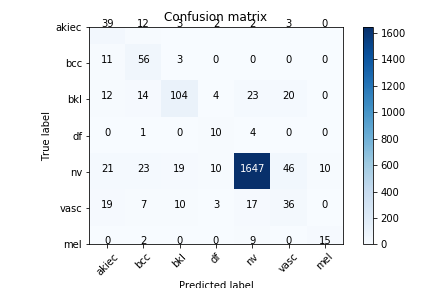 Confusion matrix
akiec 39 12 3 2 2 3 0
bcc 11 56 3 0 0 0 0
bkl 12 14 104 4 23 20 0
df 0 1 0 10 4 0 0
nv 21 23 19 10 1647 46 10
vasc 19 7 10 3 17 36 0
mel 0 2 0 0 9 0 15
akiec bcc bkl df nv vasc mel
True label
Predicted label
1600
1400
1200
1000
800
600
400
200
0